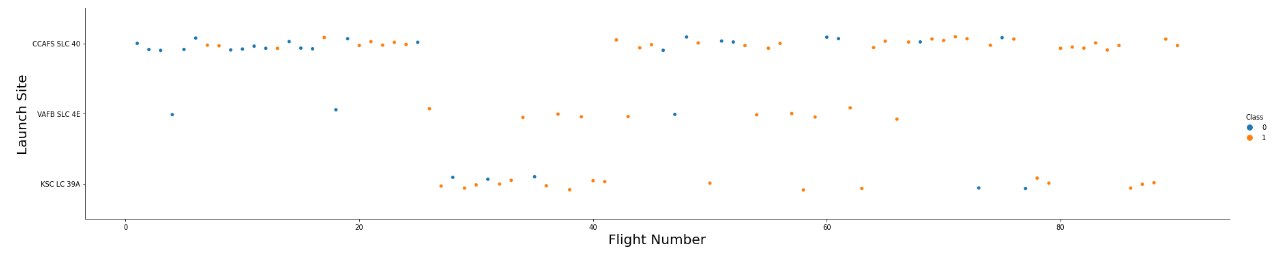 Launch Site
CCAFS SLC 40
VAFB SLC 4E
KSC LC 39A
0 20 40 60 80
Flight Number
Class
0
1